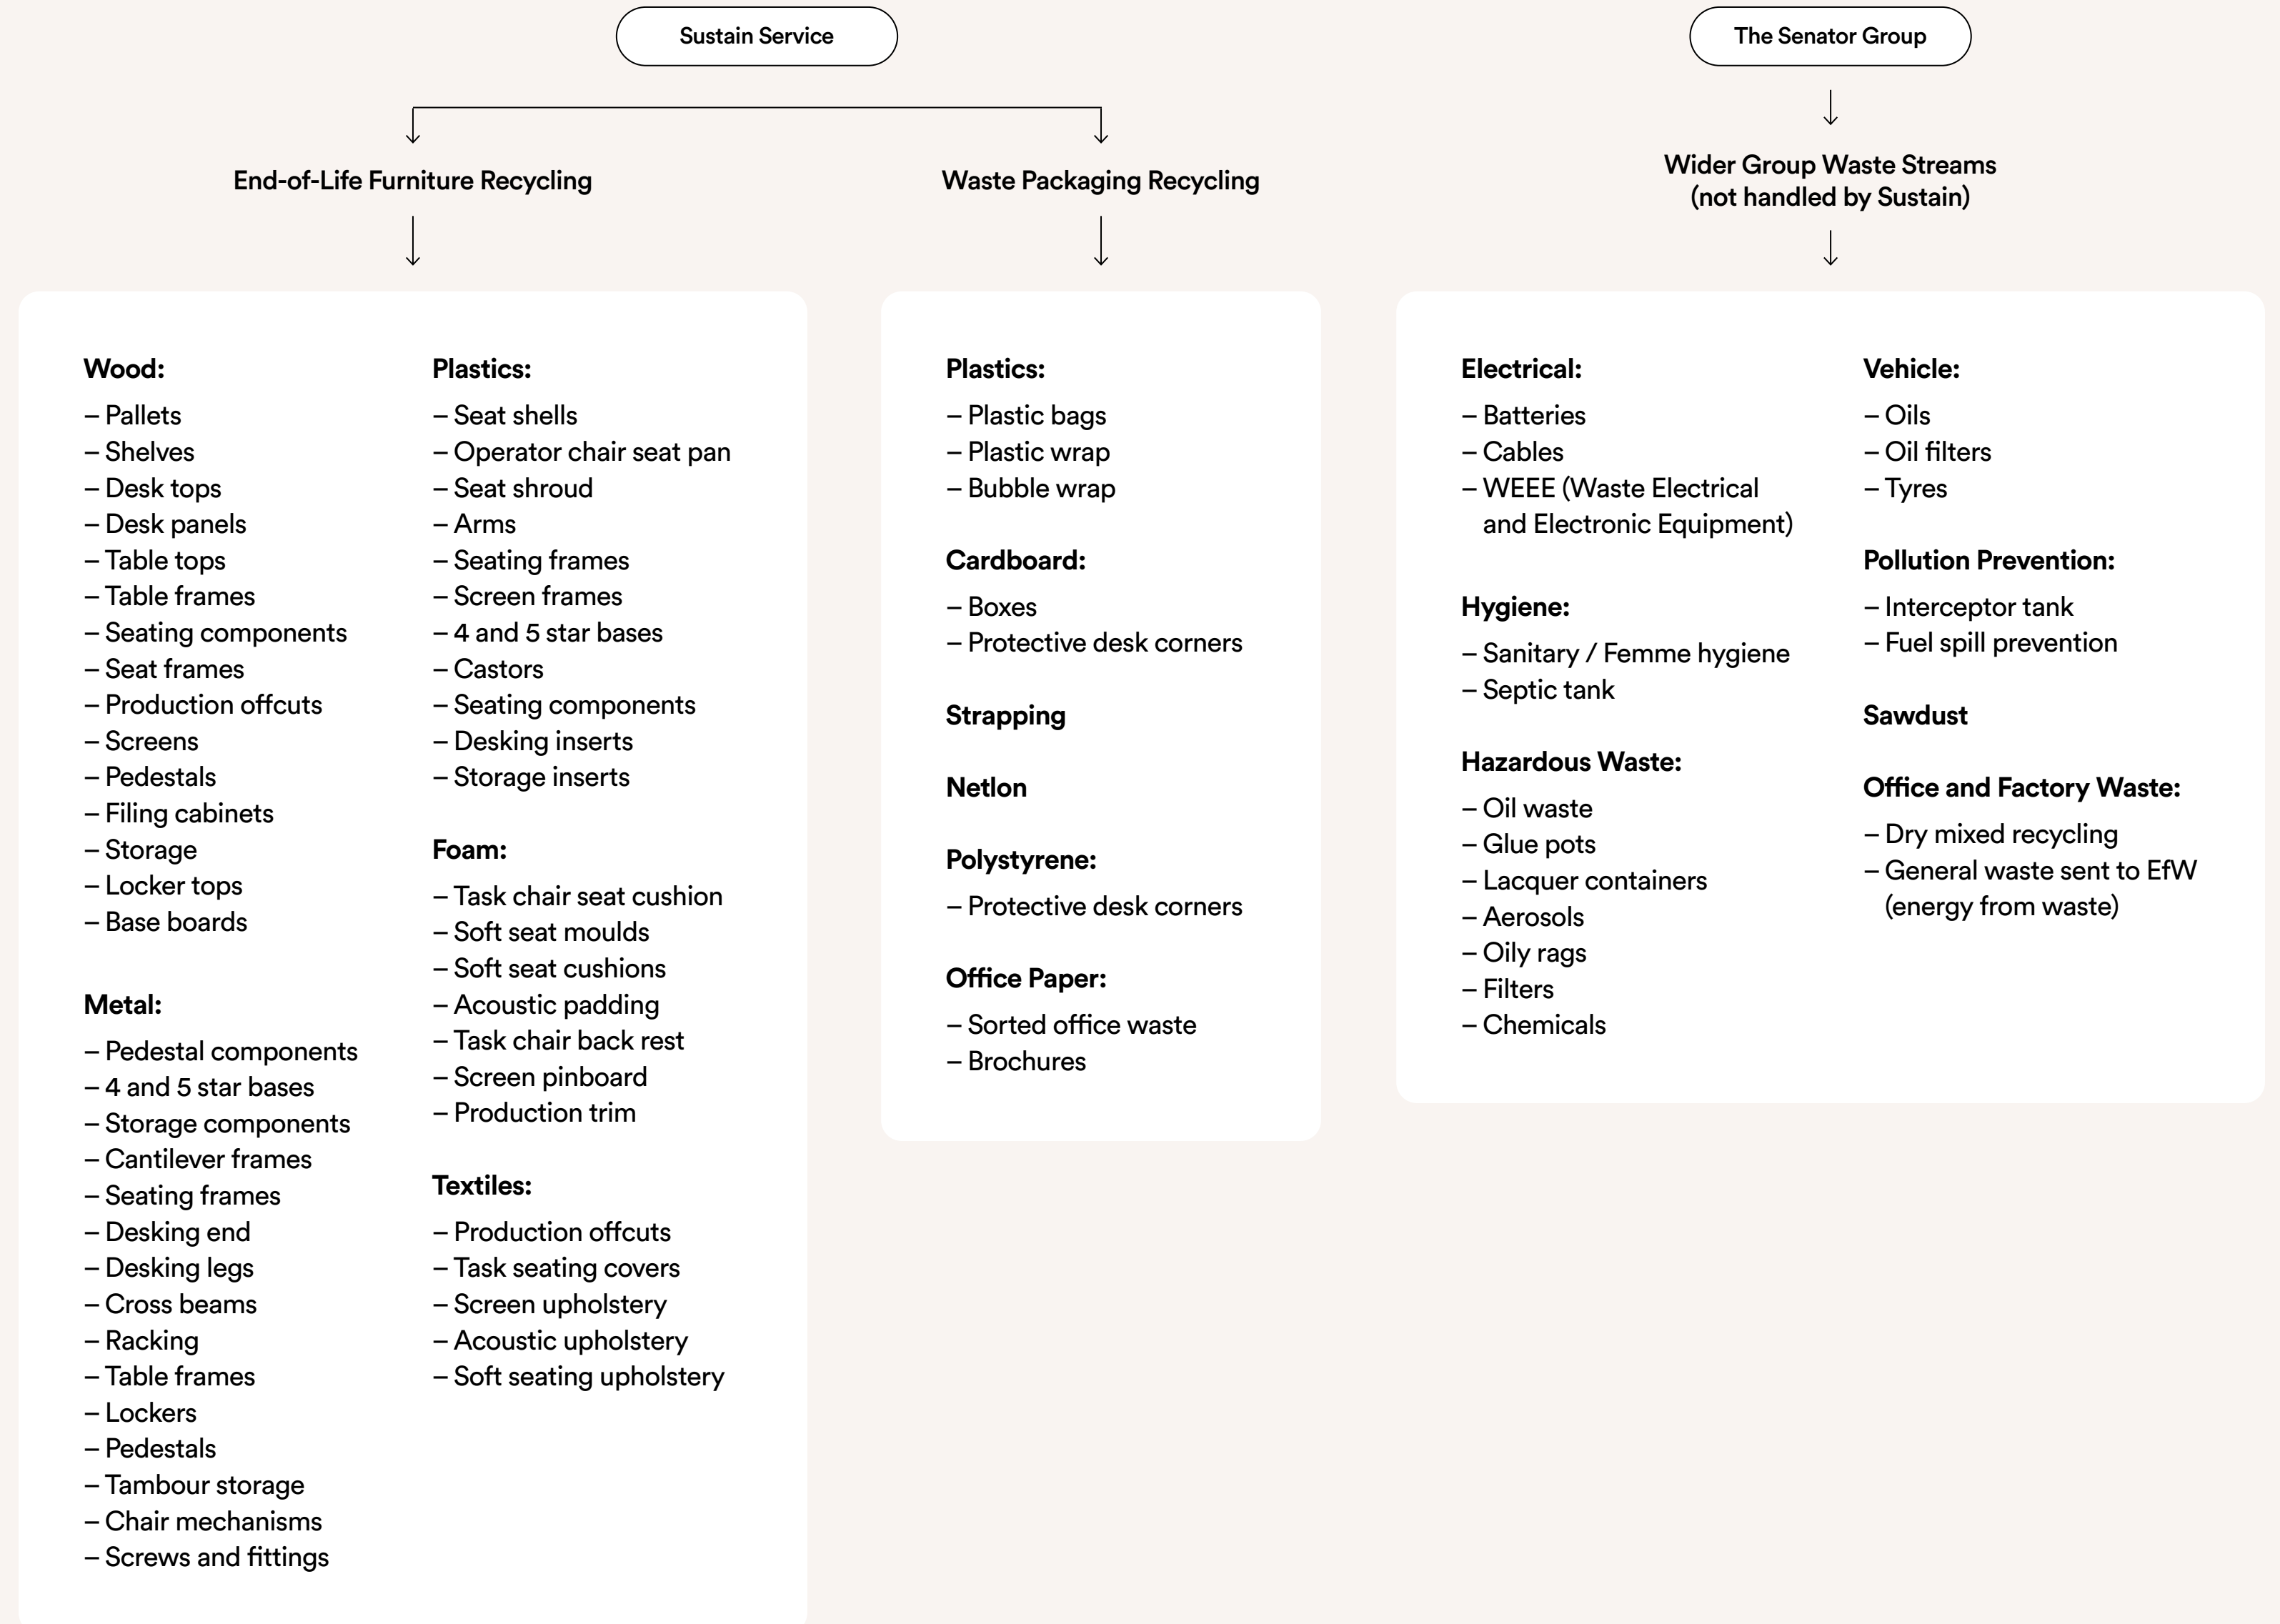 Sustain Service
The Senator Group
End-of-Life Furniture Recycling
Waste Packaging Recycling
Wider Group Waste Streams
(not handled by Sustain)
Wood:
– Pallets
– Shelves
– Desk tops
– Desk panels
– Table tops
– Table frames
– Seating components
– Seat frames
– Production offcuts
– Screens
– Pedestals
– Filing cabinets
– Storage
– Locker tops
– Base boards
Metal:
– Pedestal components
– 4 and 5 star bases
– Storage components
– Cantilever frames
– Seating frames
– Desking end
– Desking legs
– Cross beams
– Racking
– Table frames
– Lockers
– Pedestals
– Tambour storage
– Chair mechanisms
– Screws and fittings
Plastics:
– Seat shells
– Operator chair seat pan
– Seat shroud
– Arms
– Seating frames
– Screen frames
– 4 and 5 star bases
– Castors
– Seating components
– Desking inserts
– Storage inserts
Foam:
– Task chair seat cushion
– Soft seat moulds
– Soft seat cushions
– Acoustic padding
– Task chair back rest
– Screen pinboard
– Production trim
Textiles:
– Production offcuts
– Task seating covers
– Screen upholstery
– Acoustic upholstery
– Soft seating upholstery
Plastics:
– Plastic bags
– Plastic wrap
– Bubble wrap
Cardboard:
– Boxes
– Protective desk corners
Strapping
Netlon
Polystyrene:
– Protective desk corners
Office Paper:
– Sorted office waste
– Brochures
Electrical:
– Batteries
– Cables
– WEEE (Waste Electrical
and Electronic Equipment)
Hygiene:
– Sanitary / Femme hygiene
– Septic tank
Hazardous Waste:
– Oil waste
– Glue pots
– Lacquer containers
– Aerosols
– Oily rags
– Filters
– Chemicals
Vehicle:
– Oils
– Oil filters
– Tyres
Pollution Prevention:
– Interceptor tank
– Fuel spill prevention
Sawdust
Office and Factory Waste:
– Dry mixed recycling
– General waste sent to EfW
(energy from waste)